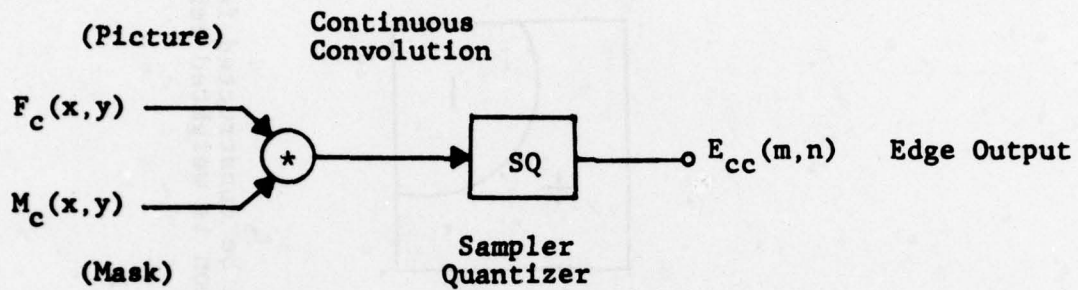 (Picture)
Continuous
Convolution
F_c(x,y)
*
M_c(x,y)
(Mask)
SQ
Sampler
Quantizer
E_cc(m,n) Edge Output